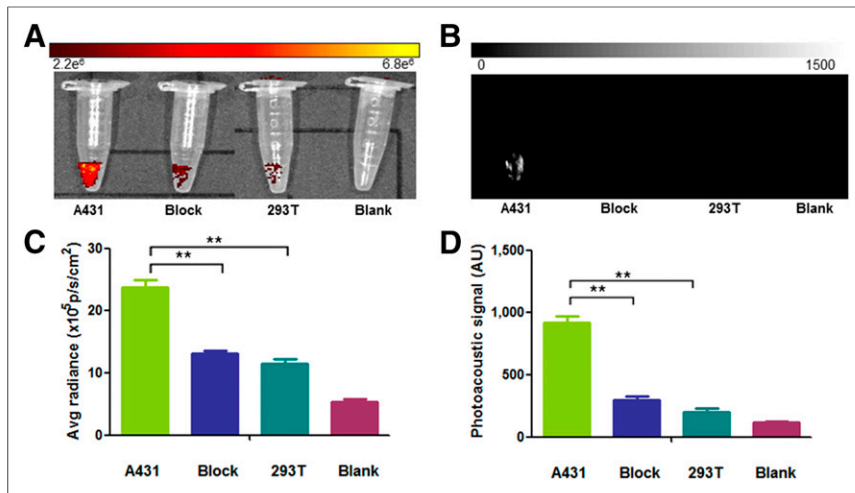 A
2.2e⁶ 6.8e⁶
A431 Block 293T Blank
B
0 1500
A431 Block 293T Blank
C
Avg radiance (x10⁵p/s/cm²)
30
20
10
0
** 
**
A431 Block 293T Blank
D
Photoacoustic signal (AU)
1,500
1,000
500
0
**
**
A431 Block 293T Blank